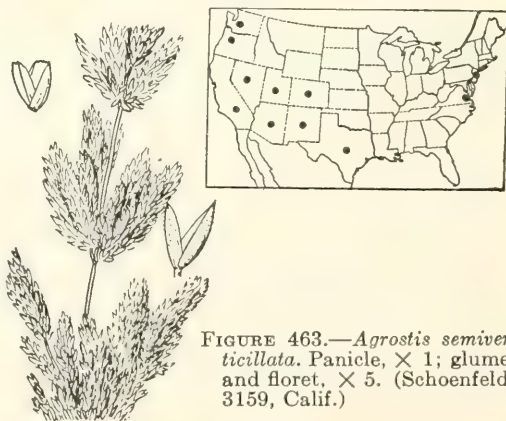 FIGURE 463.—Agrostis semiver
ticillata. Panicle, × 1; glume
and floret, × 5. (Schoenfeld
3159, Calif.)